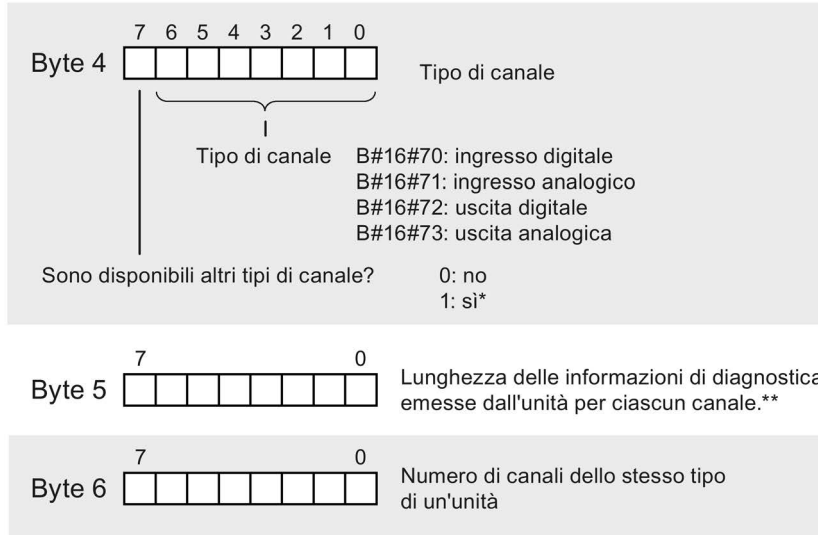 7 6 5 4 3 2 1 0
Byte 4
Tipo di canale
Tipo di canale B#16#70: ingresso digitale
B#16#71: ingresso analogico
B#16#72: uscita digitale
B#16#73: uscita analogica
Sono disponibili altri tipi di canale? 0: no
1: sì*
7 0
Byte 5
Lunghezza delle informazioni di diagnostica
emesse dall'unità per ciascun canale.**
7 0
Byte 6
Numero di canali dello stesso tipo
di un'unità